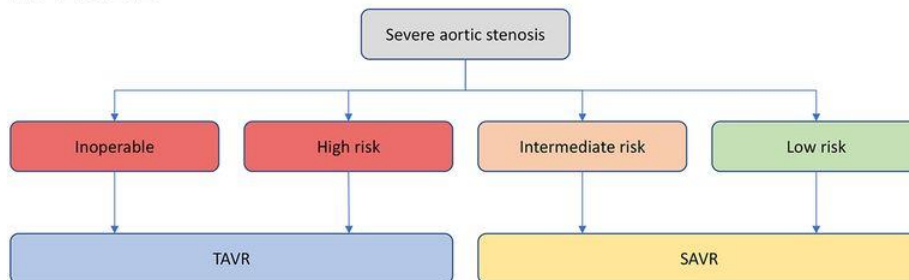 Severe aortic stenosis
Inoperable
High risk
Intermediate risk
Low risk
TAVR
SAVR